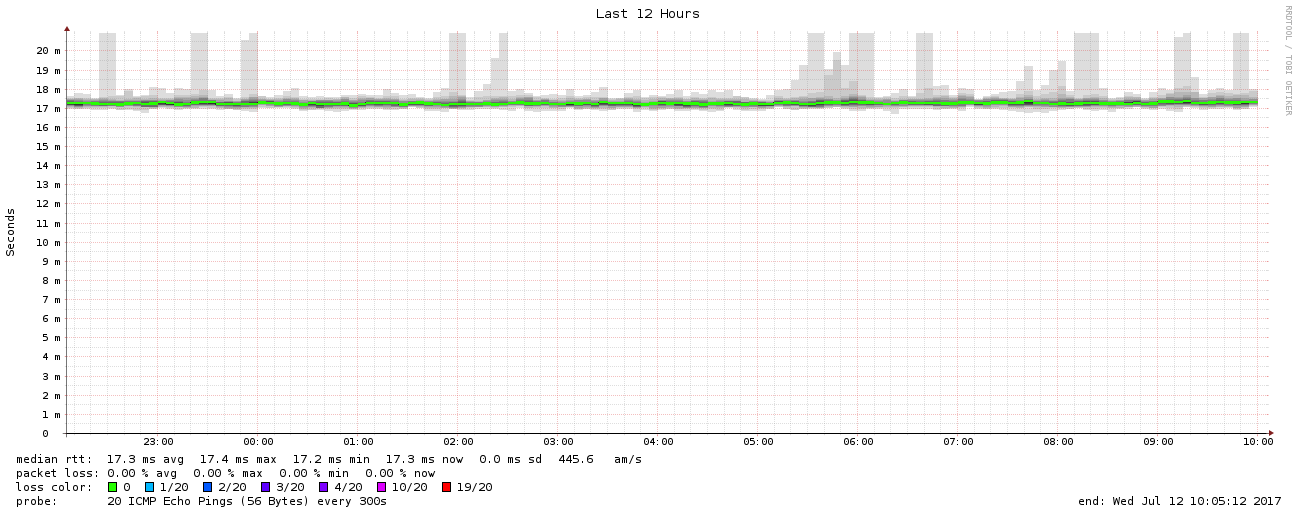 Last 12 Hours
RRDTOOL / TOBI OETIKER
Seconds
20 m
19 m
18 m
17 m
16 m
15 m
14 m
13 m
12 m
11 m
10 m
9 m
8 m
7 m
6 m
5 m
4 m
3 m
2 m
1 m
0
23:00 00:00 01:00 02:00 03:00 04:00 05:00 06:00 07:00 08:00 09:00 10:00
median rtt: 17.3 ms avg 17.4 ms max 17.2 ms min 17.3 ms now 0.0 ms sd 445.6 am/s
packet loss: 0.00 % avg 0.00 % max 0.00 % min 0.00 % now
loss color: 0 1/20 2/20 3/20 4/20 10/20 19/20
probe: 20 ICMP Echo Pings (56 Bytes) every 300s end: Wed Jul 12 10:05:12 2017